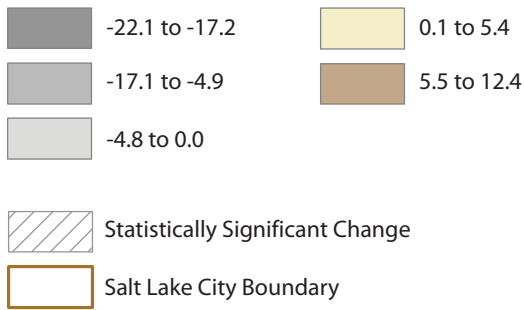 -22.1 to -17.2
-17.1 to -4.9
-4.8 to 0.0
0.1 to 5.4
5.5 to 12.4
Statistically Significant Change
Salt Lake City Boundary